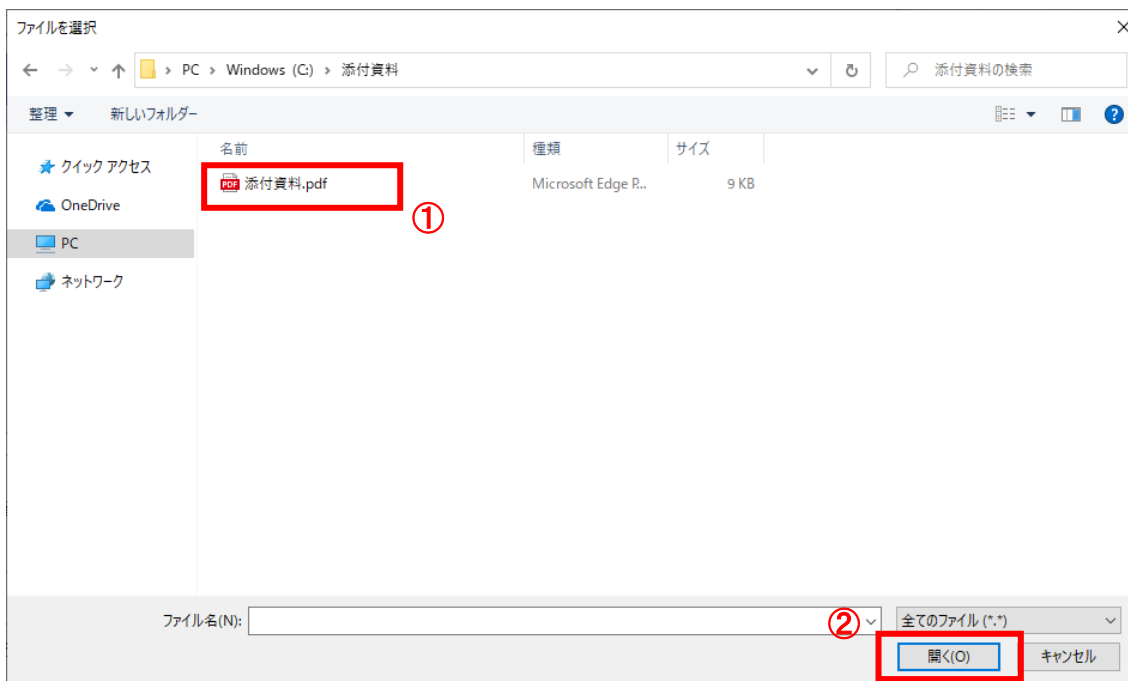 ファイルを選択
PC > Windows (C:) > 添付資料
添付資料の検索
整理
新しいフォルダー
名前
種類
サイズ
クイック アクセス
OneDrive
PC
ネットワーク
PDF
添付資料.pdf
Microsoft Edge P...
9 KB
①
ファイル名(N):
②
全てのファイル (*.*)
開く(O)
キャンセル